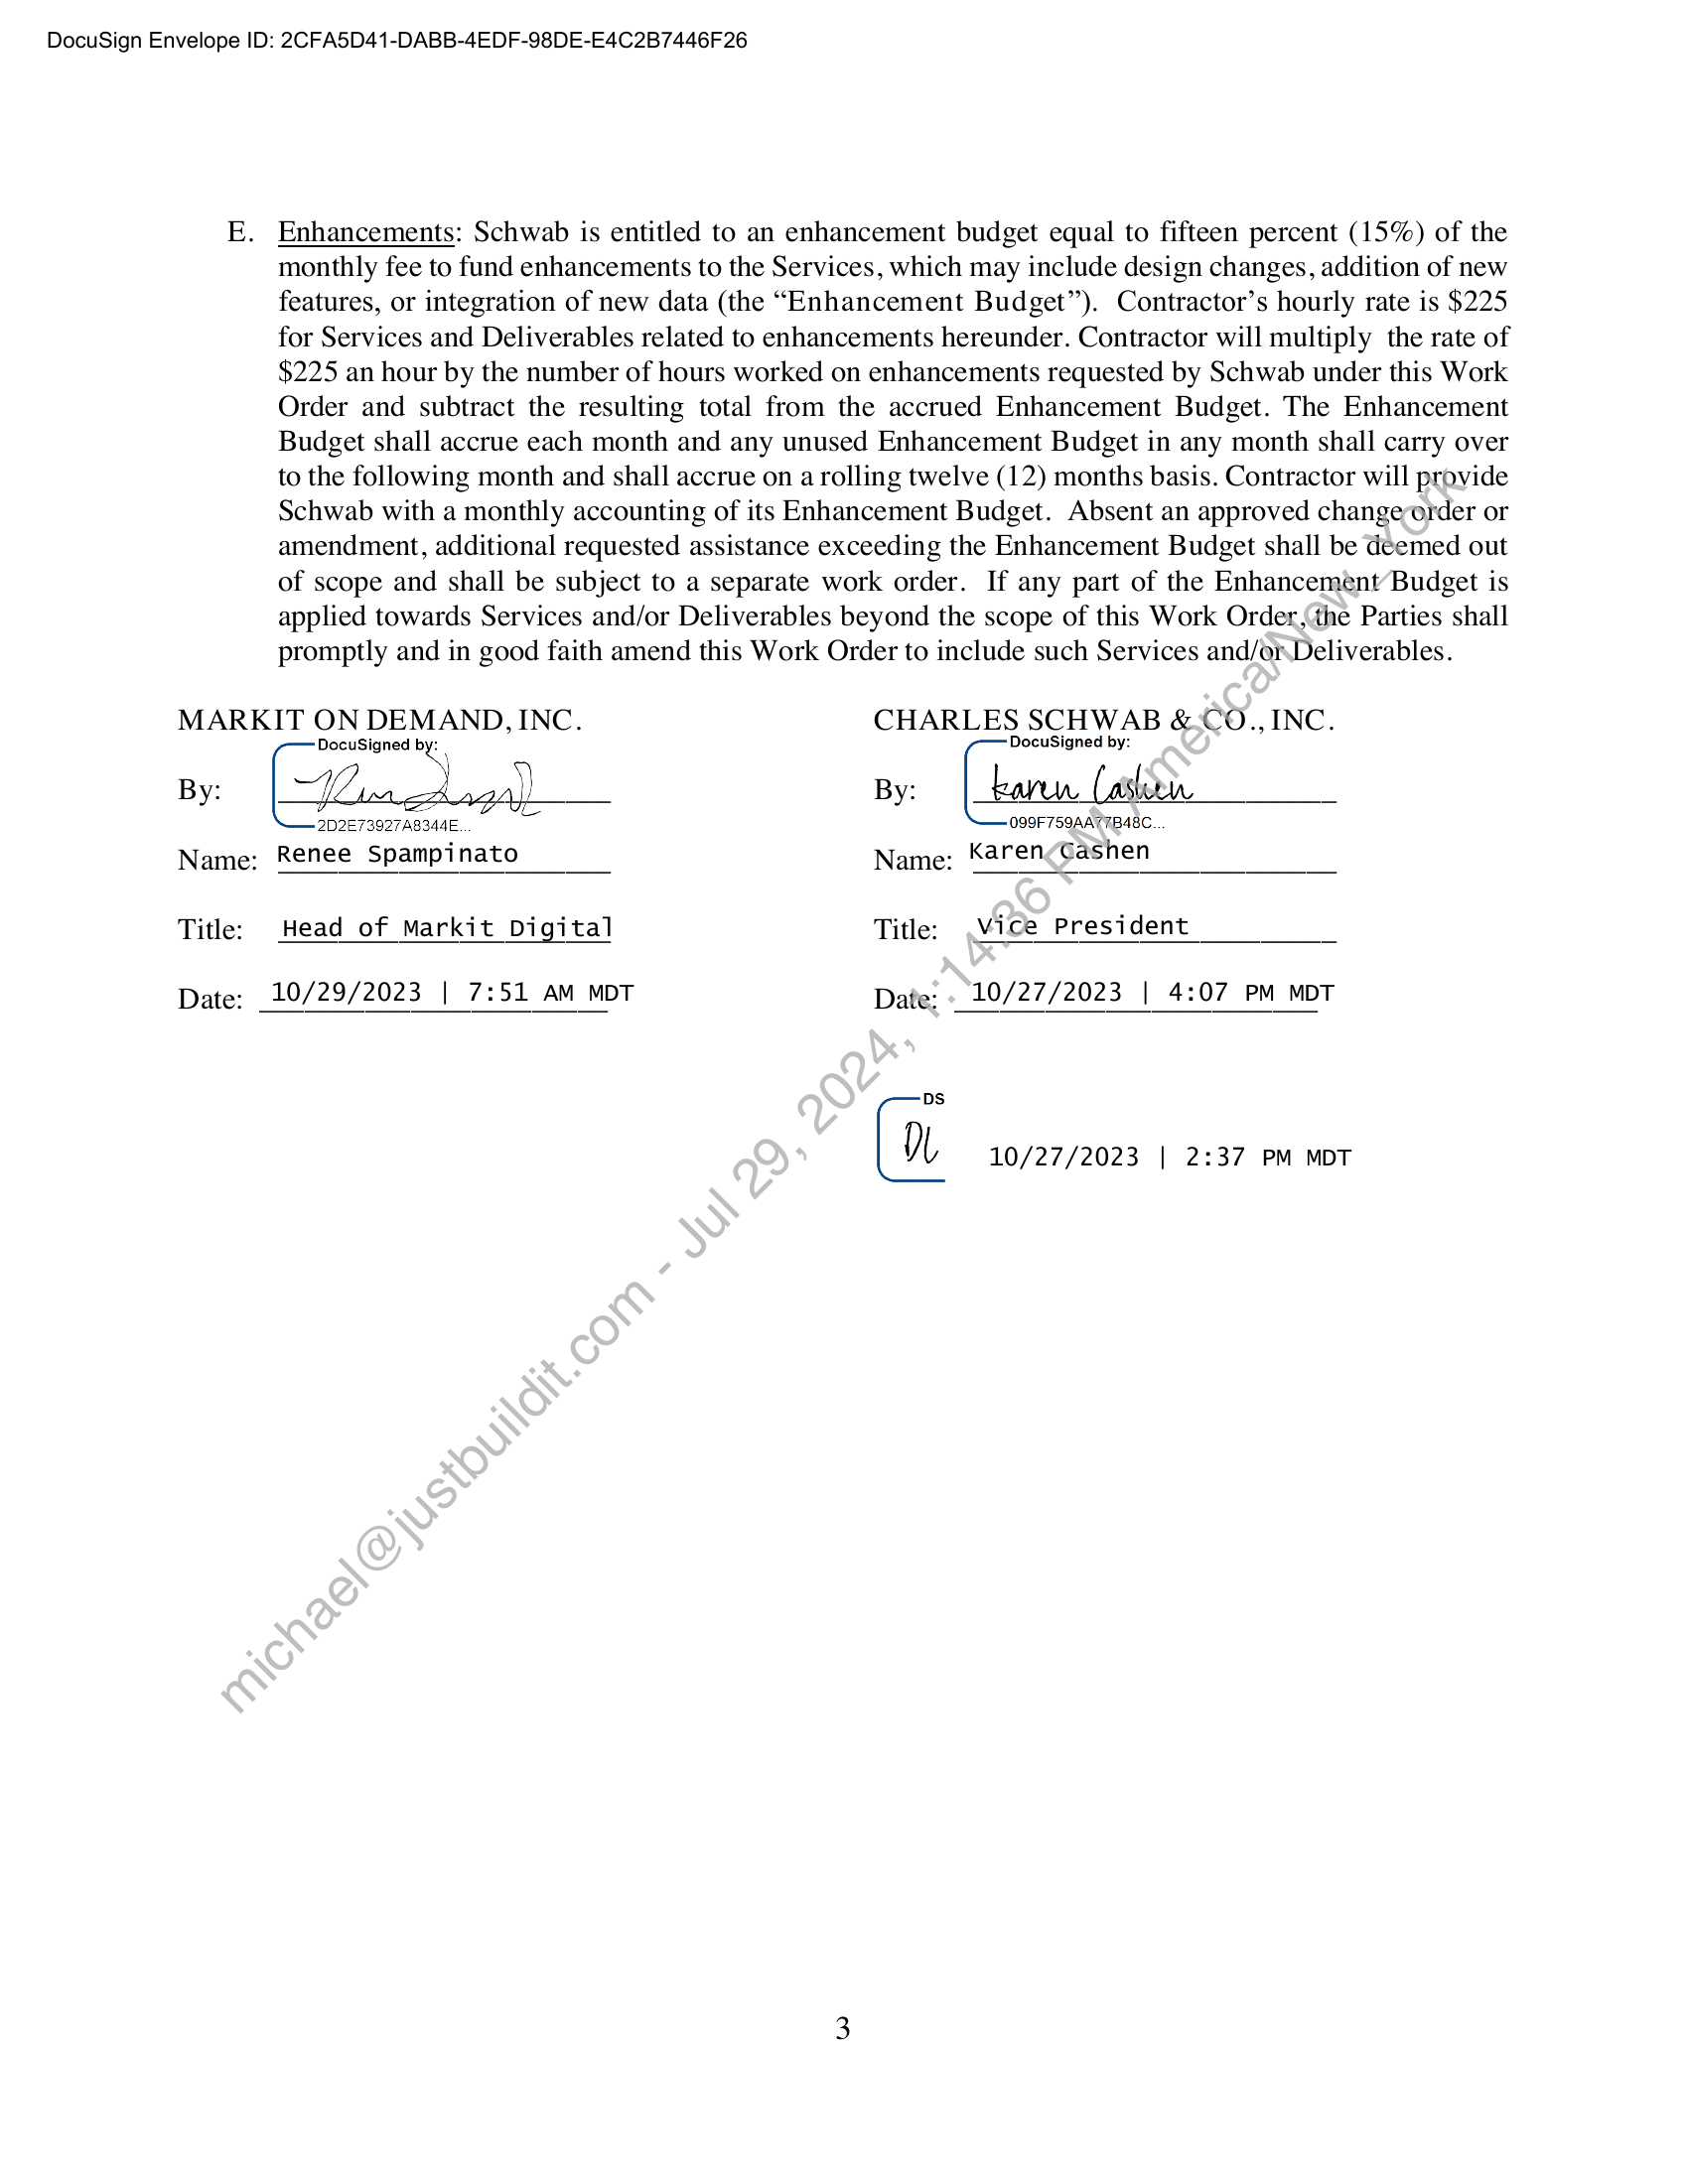 DocuSign Envelope ID: 2CFA5D41-DABB-4EDF-98DE-E4C2B7446F26
E. Enhancements: Schwab is entitled to an enhancement budget equal to fifteen percent (15%) of the
monthly fee to fund enhancements to the Services, which may include design changes, addition of new
features, or integration of new data (the “Enhancement Budget”). Contractor’s hourly rate is $225
for Services and Deliverables related to enhancements hereunder. Contractor will multiply the rate of
$225 an hour by the number of hours worked on enhancements requested by Schwab under this Work
Order and subtract the resulting total from the accrued Enhancement Budget. The Enhancement
Budget shall accrue each month and any unused Enhancement Budget in any month shall carry over
to the following month and shall accrue on a rolling twelve (12) months basis. Contractor will provide
Schwab with a monthly accounting of its Enhancement Budget. Absent an approved change order or
amendment, additional requested assistance exceeding the Enhancement Budget shall be deemed out
of scope and shall be subject to a separate work order. If any part of the Enhancement Budget is
applied towards Services and/or Deliverables beyond the scope of this Work Order, the Parties shall
promptly and in good faith amend this Work Order to include such Services and/or Deliverables.
MARKIT ON DEMAND, INC.
DocuSigned by:
By:
2D2E73927A8344E...
Name: Renee Spampinato
Title: Head of Markit Digital
Date: 10/29/2023 | 7:51 AM MDT
CHARLES SCHWAB & CO., INC.
DocuSigned by:
By: Karen Cashen
099F759AA77B48C...
Name: Karen Cashen
Title: Vice President
Date: 10/27/2023 | 4:07 PM MDT
DS
DL 10/27/2023 | 2:37 PM MDT
michael@justbuildit.com - Jul 29, 2024, 1:14:36 PM America/New_York
3